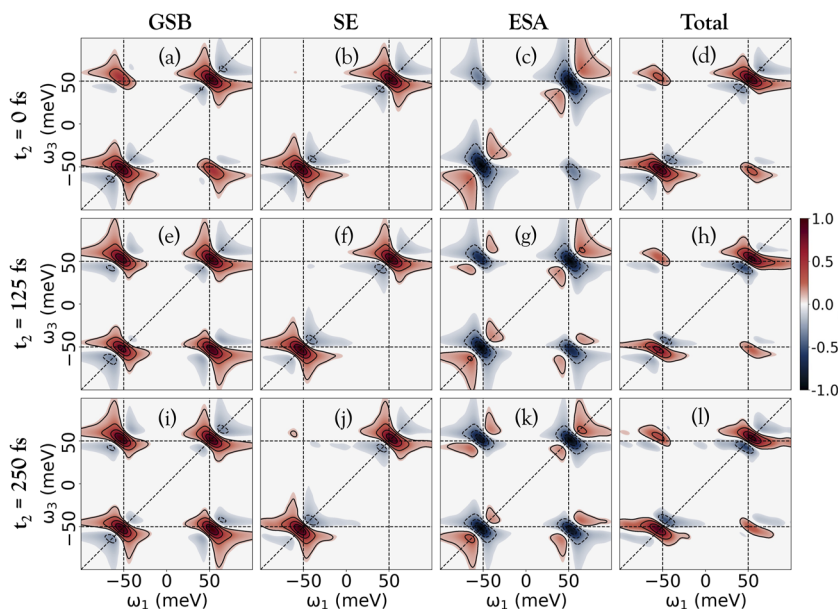 GSB SE ESA Total
(a) (b) (c) (d)
t₂ = 0 fs
ω₃ (meV)
50
0
−50
(e) (f) (g) (h)
t₂ = 125 fs
ω₃ (meV)
50
0
−50
1.0
0.5
0.0
-0.5
-1.0
(i) (j) (k) (l)
t₂ = 250 fs
ω₃ (meV)
50
0
−50
−50 0 50 −50 0 50 −50 0 50 −50 0 50
ω₁ (meV) ω₁ (meV) ω₁ (meV) ω₁ (meV)